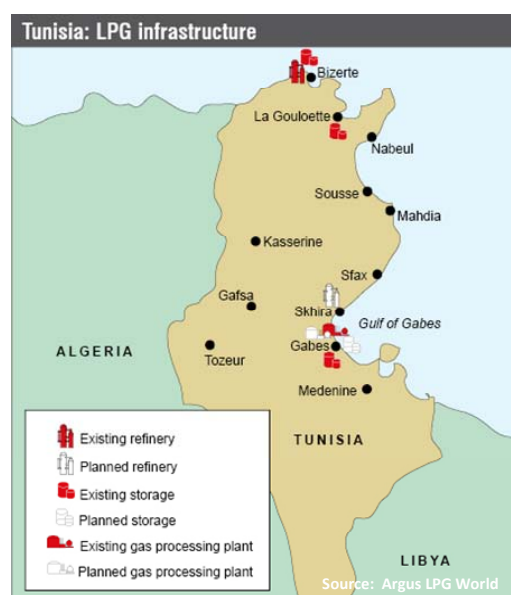 Tunisia: LPG infrastructure
Bizerte
La Gouloette
Nabeul
Sousse
Mahdia
Kasserine
Sfax
Gafsa
Skhira
Gulf of Gabes
ALGERIA
Gabes
Tozeur
Medenine
TUNISIA
Existing refinery
Planned refinery
Existing storage
Planned storage
Existing gas processing plant
Planned gas processing plant
LIBYA
Source: Argus LPG World